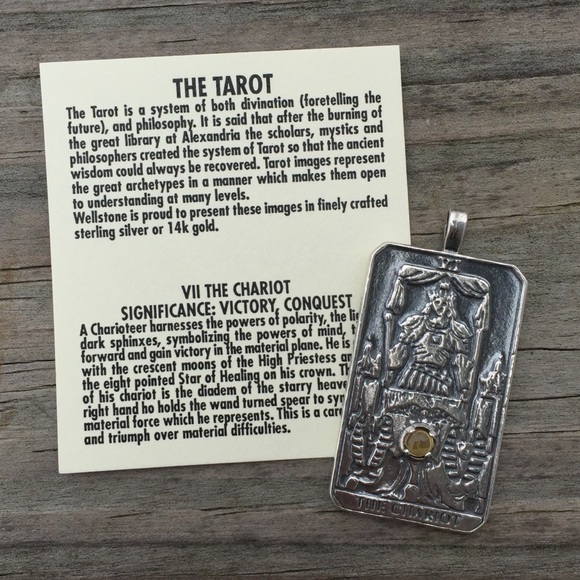 THE TAROT
The Tarot is a system of both divination (foretelling the
future), and philosophy. It is said that after the burning of
the great library at Alexandria the scholars, mystics and
philosophers created the system of Tarot so that the ancient
wisdom could always be recovered. Tarot images represent
the great archetypes in a manner which makes them open
to understanding at many levels.
Wellstone is proud to present these images in finely crafted
sterling silver or 14k gold.
VII THE CHARIOT
SIGNIFICANCE: VICTORY, CONQUEST
A Charioteer harnesses the powers of polarity, the
dark sphinxes, symbolizing the powers of mind,
forward and gain victory in the material plane. He is
with the crescent moons of the High Priestess
the eight pointed Star of Healing on his crown. Th
of his chariot is the diadem of the starry
right hand ho holds the wand turned spear to
material force which he represents. This is a
and triumph over material difficulties.
THE CHARIOT